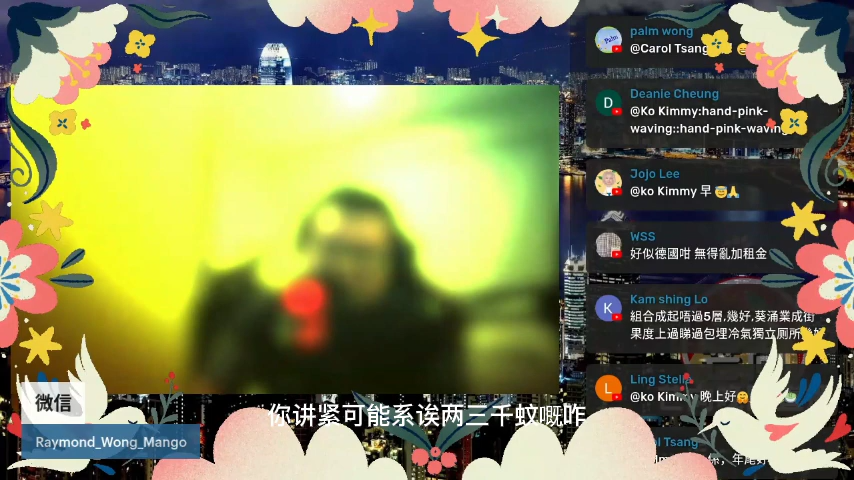 palm wong
@Carol Tsang
Deanie Cheung
@Ko Kimmy:hand-pink-
waving::hand-pink-waving
Jojo Lee
@ko Kimmy 早 😇🙏
WSS
好似德國咁 無得亂加租金
Kam shing Lo
組合成起唔過5層,幾好,葵涌業成街
果度上過睇過包埋冷氣獨立厠所
Ling Stella
@ko Kimmy 晚上好
ol Tsang
年尾
你讲紧可能系诶两三千蚊嘅咋
微信
Raymond_Wong_Mango